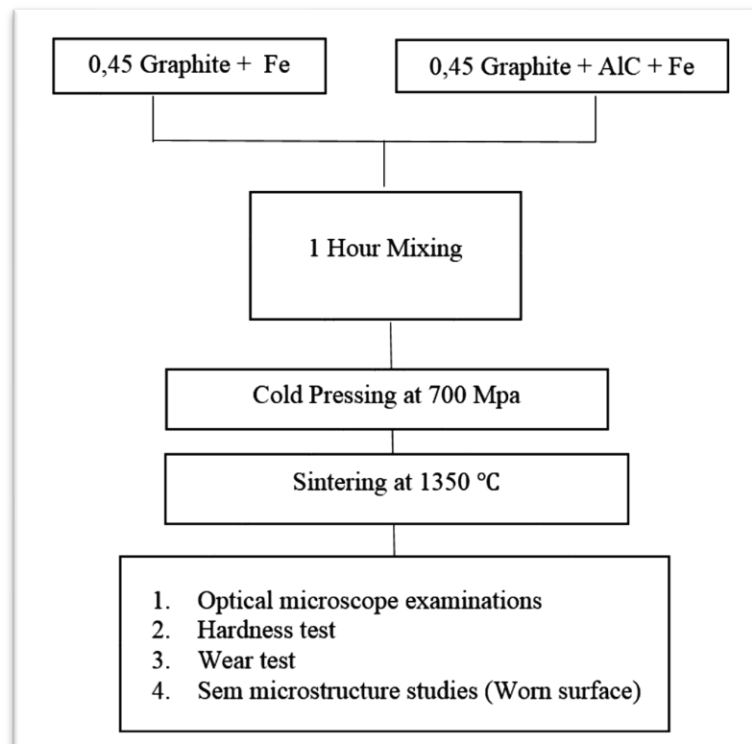 0,45 Graphite + Fe
0,45 Graphite + AlC + Fe
1 Hour Mixing
Cold Pressing at 700 Mpa
Sintering at 1350 ℃
1. Optical microscope examinations
2. Hardness test
3. Wear test
4. Sem microstructure studies (Worn surface)